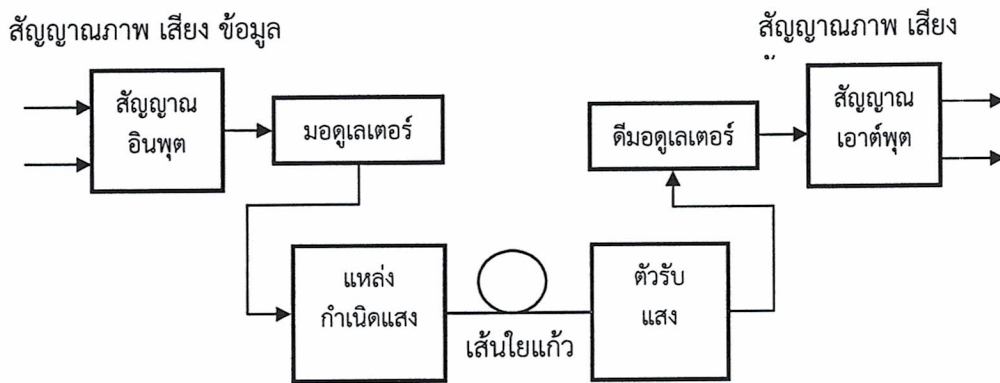 สัญญาณภาพ เสียง ข้อมูล
สัญญาณภาพ เสียง
สัญญาณ
อินพุต
มอดูเลเตอร์
ดีมอดูเลเตอร์
สัญญาณ
เอาต์พุต
แหล่ง
กำเนิดแสง
เส้นใยแก้ว
ตัวรับ
แสง